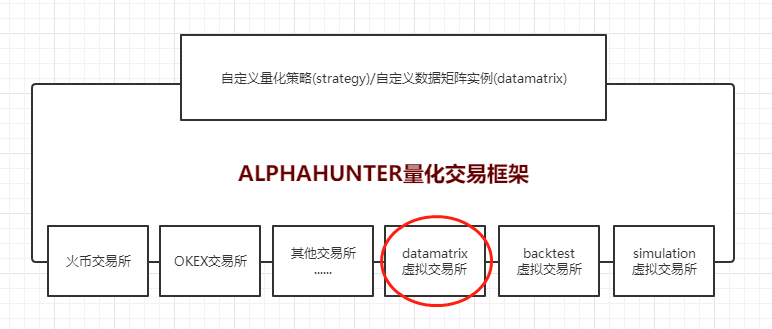 自定义量化策略(strategy)/自定义数据矩阵实例(datamatrix)
ALPHAHUNTER量化交易框架
火币交易所
OKEX交易所
其他交易所
......
datamatrix
虚拟交易所
backtest
虚拟交易所
simulation
虚拟交易所